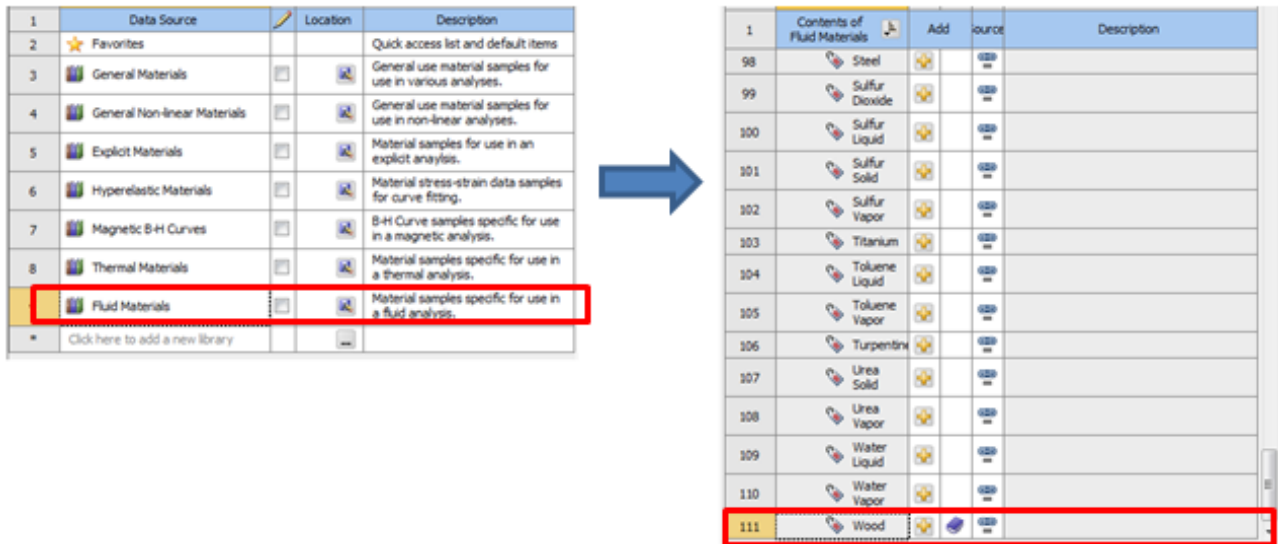 1 Data Source Location Description
2 Favorites Quick access list and default items
3 General Materials General use material samples for
use in various analyses.
4 General Non-linear Materials General use material samples for
use in non-linear analyses.
5 Explicit Materials Material samples for use in an
explicit anaylsis.
6 Hyperelastic Materials Material stress-strain data samples
for curve fitting.
7 Magnetic B-H Curves B-H Curve samples specific for use
in a magnetic analysis.
8 Thermal Materials Material samples specific for use in
a thermal analysis.
Fluid Materials Material samples specific for use in
a fluid analysis.
* Click here to add a new library ...
1 Contents of
Fluid Materials Add ource Description
98 Steel
99 Sulfur
Dioxide
100 Sulfur
Liquid
101 Sulfur
Solid
102 Sulfur
Vapor
103 Titanium
104 Toluene
Liquid
105 Toluene
Vapor
106 Turpentine
107 Urea
Solid
108 Urea
Vapor
109 Water
Liquid
110 Water
Vapor
111 Wood